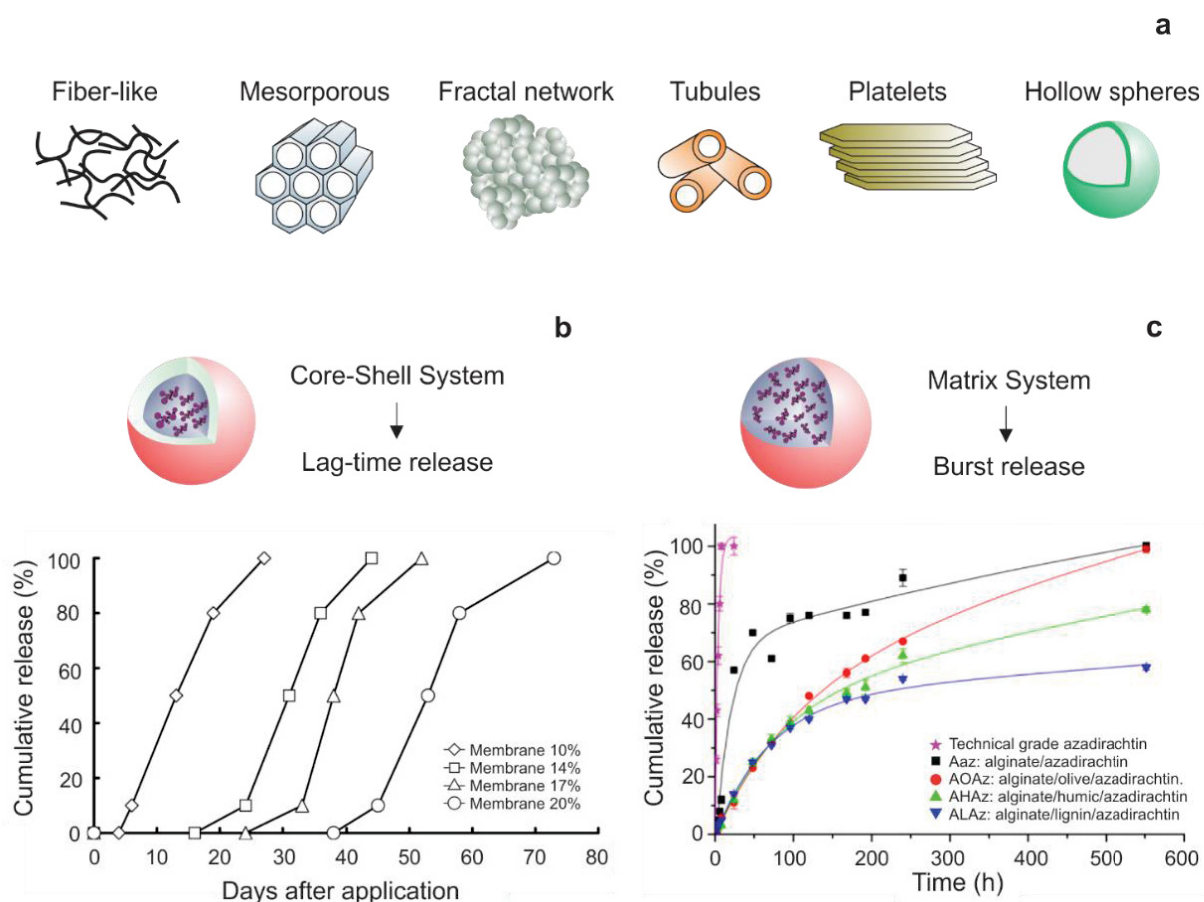 a
Fiber-like
Mesorporous
Fractal network
Tubules
Platelets
Hollow spheres
b
Core-Shell System
Lag-time release
Cumulative release (%)
100
80
60
40
20
0
0
10
20
30
40
50
60
70
80
Days after application
Membrane 10%
Membrane 14%
Membrane 17%
Membrane 20%
c
Matrix System
Burst release
Cumulative release (%)
100
80
60
40
20
0
0
100
200
300
400
500
600
Time (h)
Technical grade azadirachtin
Aaz: alginate/azadirachtin
AOAz: alginate/olive/azadirachtin.
AHAz: alginate/humic/azadirachtin
ALAz: alginate/lignin/azadirachtin